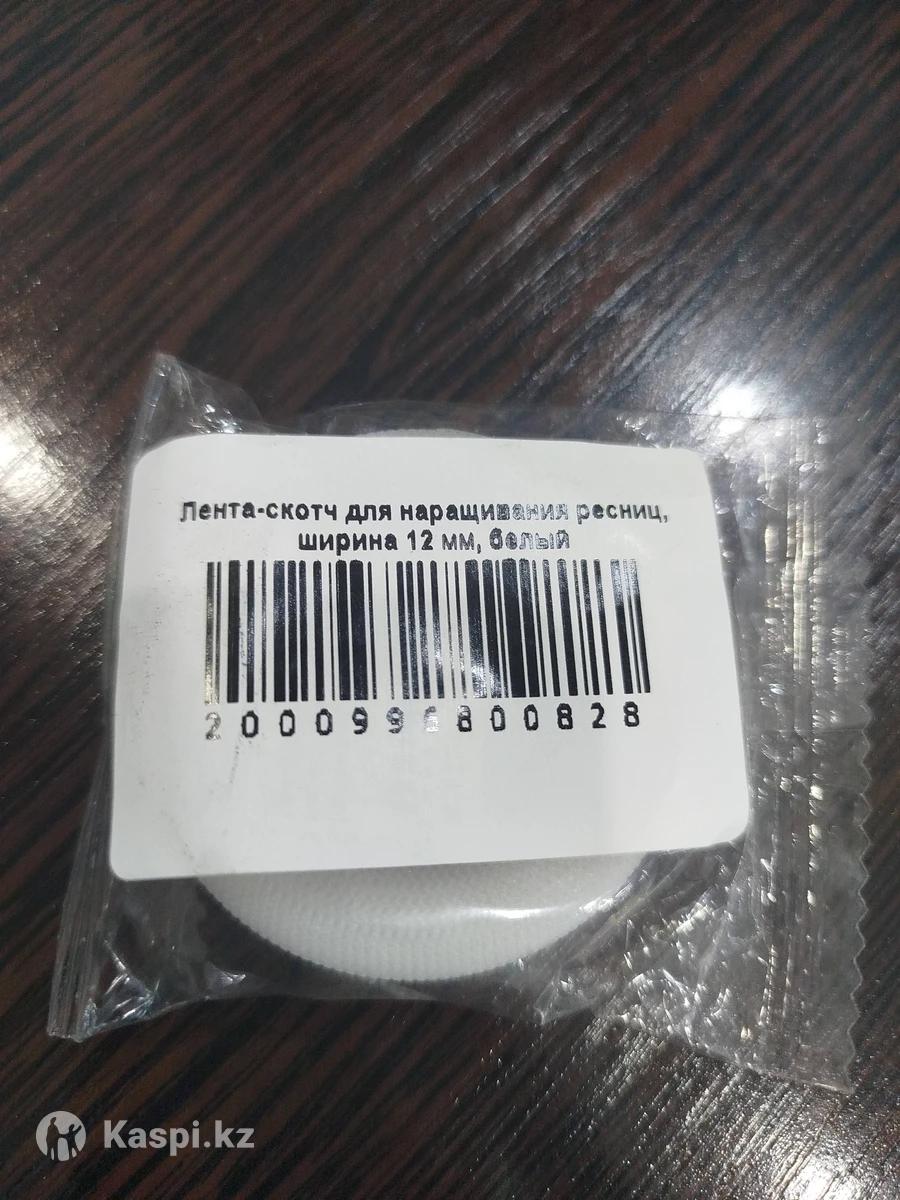 Лента-скотч для наращивания ресниц,
ширина 12 мм, белый
2000996800828
Kaspi.kz